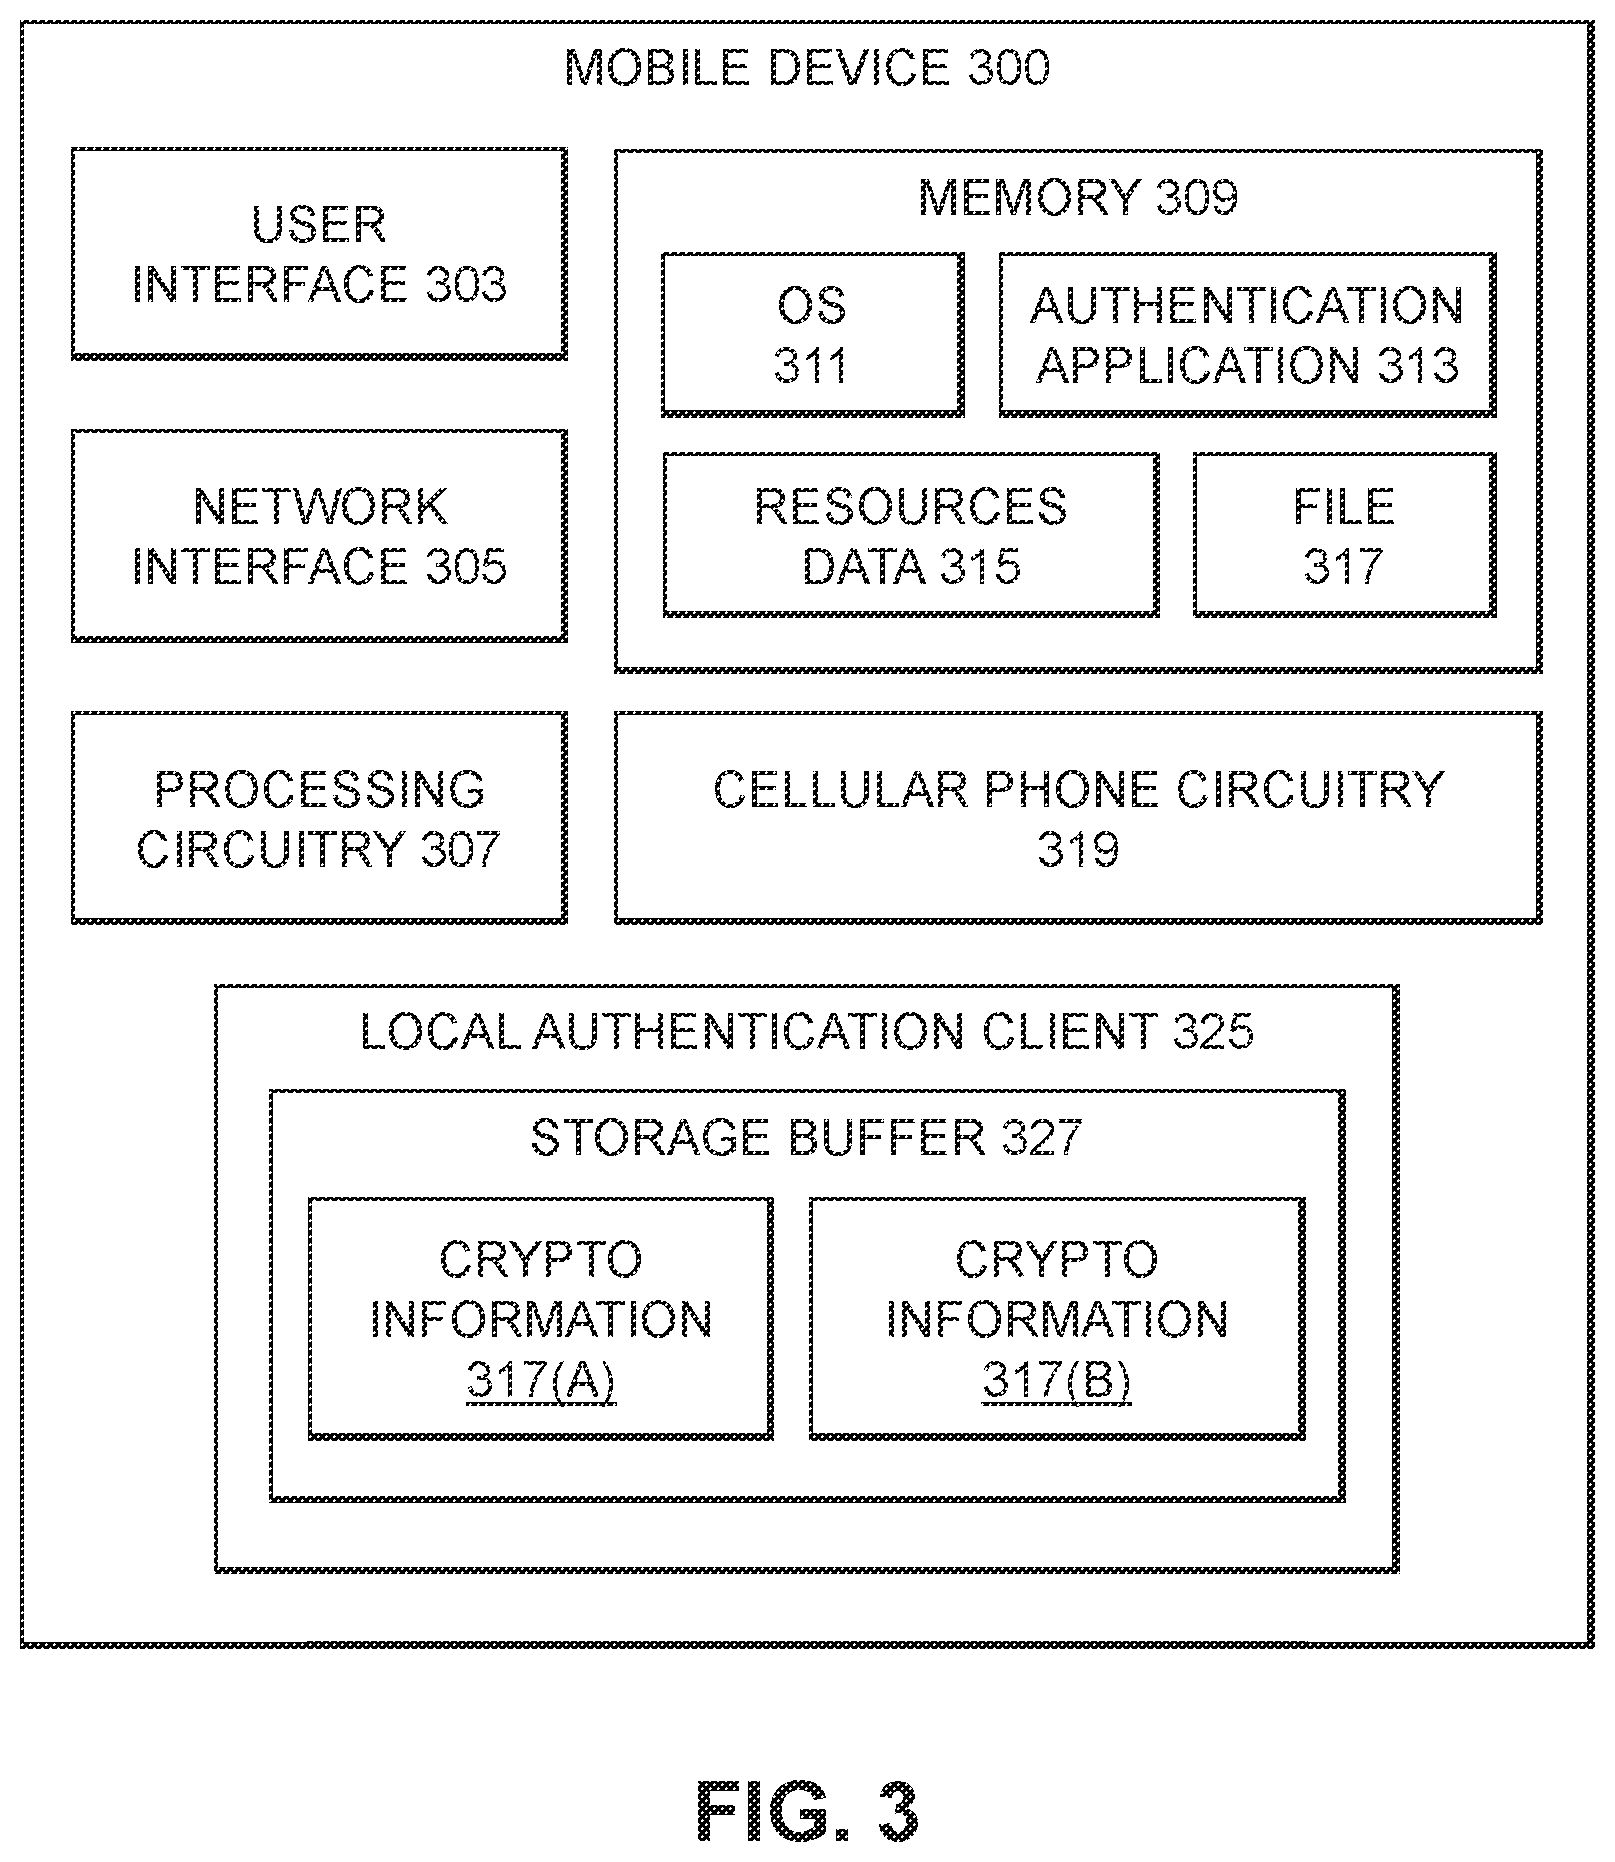 MOBILE DEVICE 300
USER
INTERFACE 303
NETWORK
INTERFACE 305
PROCESSING
CIRCUITRY 307
MEMORY 309
OS
311
AUTHENTICATION
APPLICATION 313
RESOURCES
DATA 315
FILE
317
CELLULAR PHONE CIRCUITRY
319
LOCAL AUTHENTICATION CLIENT 325
STORAGE BUFFER 327
CRYPTO
INFORMATION
317(A)
CRYPTO
INFORMATION
317(B)
FIG. 3